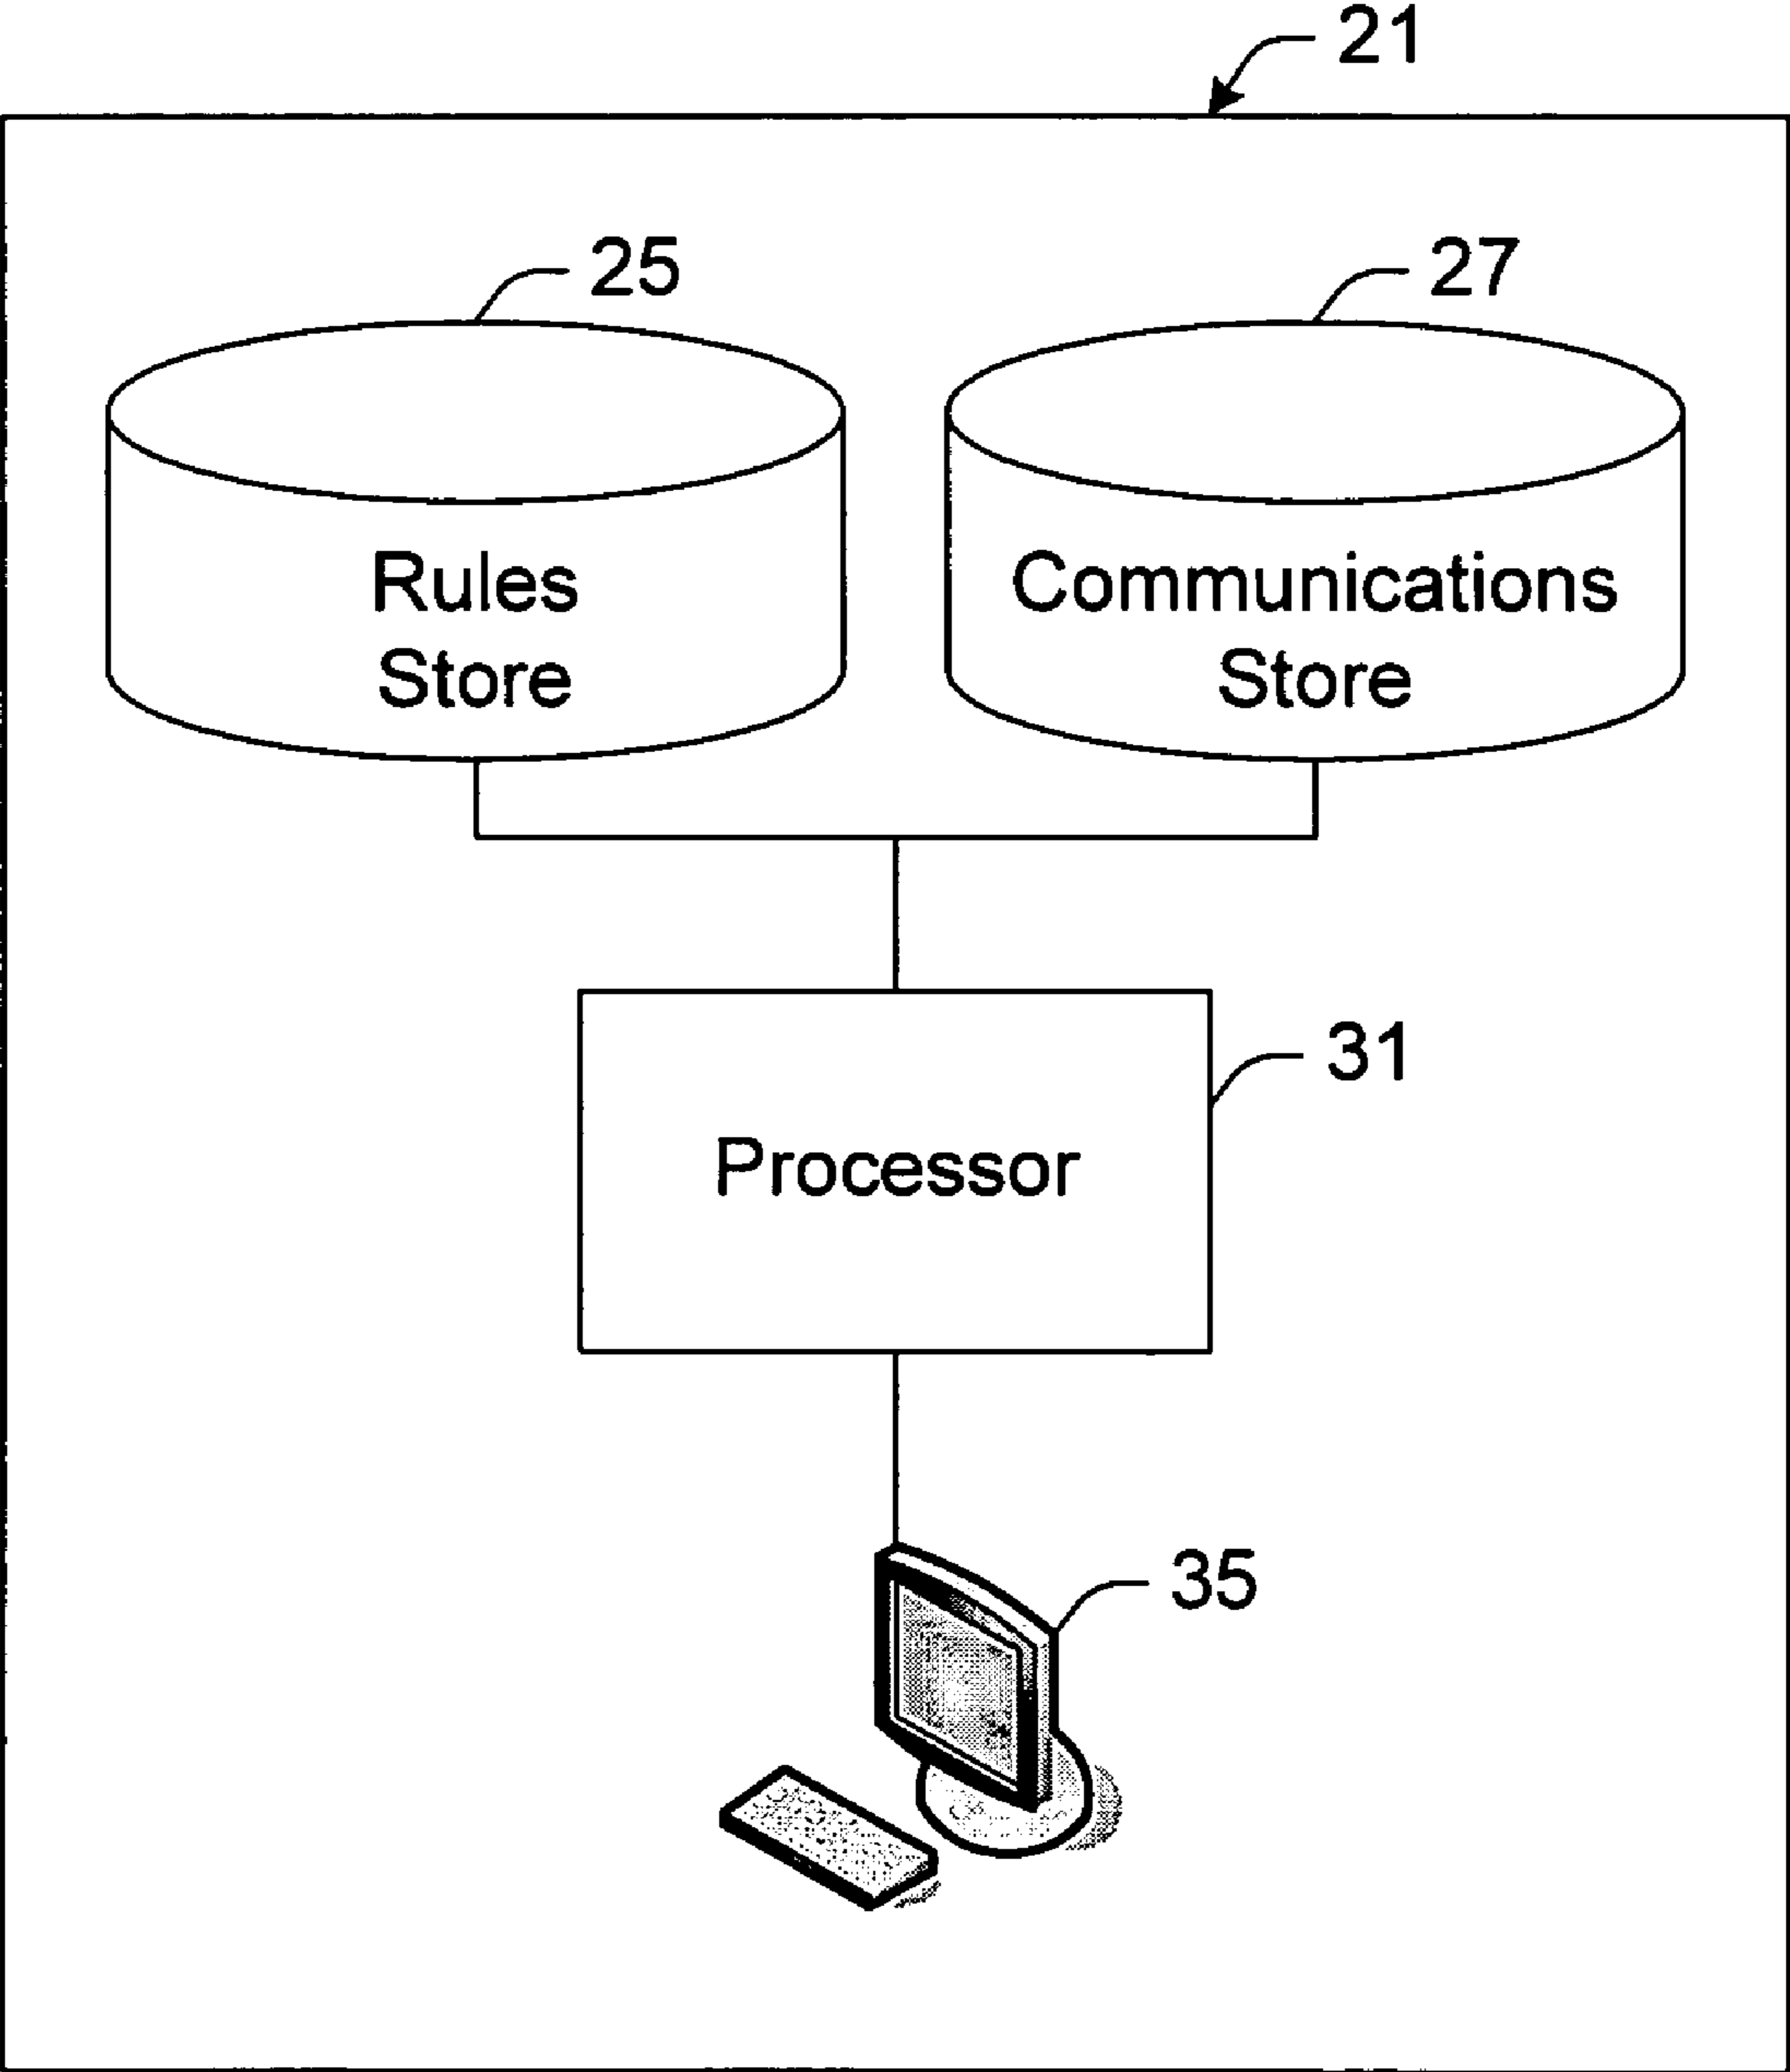 21
25
27
Rules
Store
Communications
Store
31
Processor
35